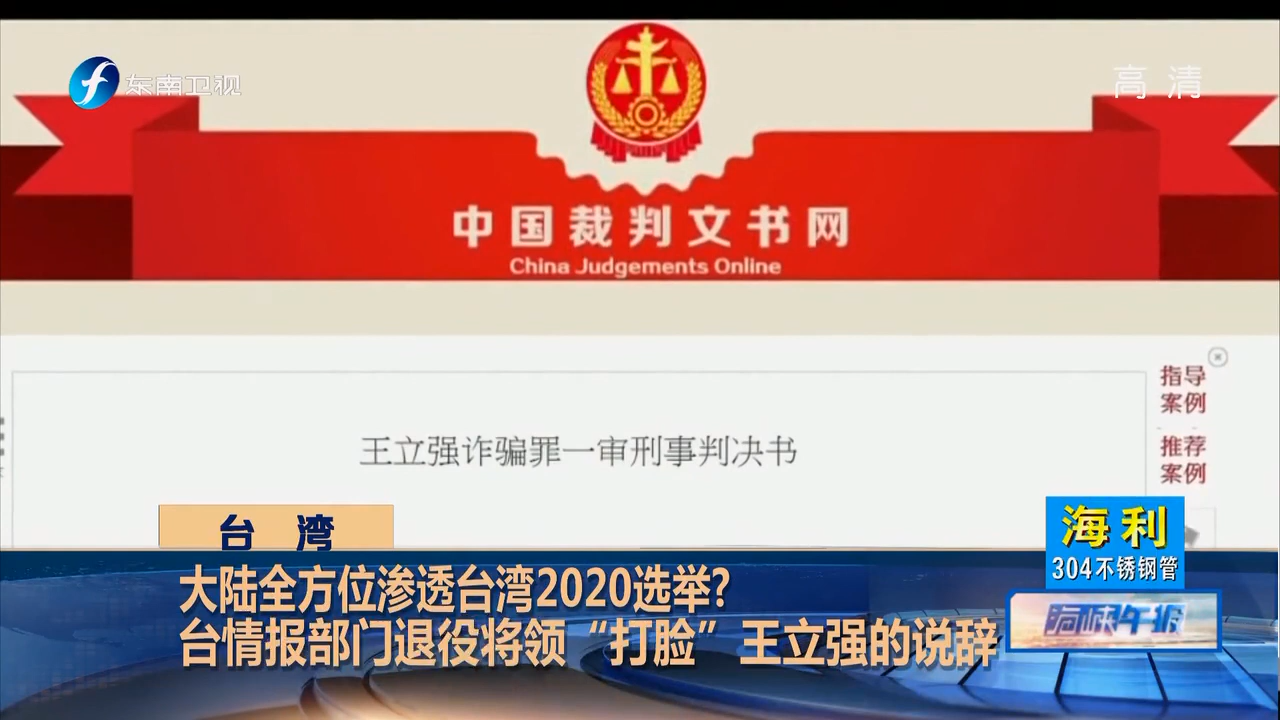 东南卫视
高清
中国裁判文书网
China Judgements Online
指导
案例
推荐
案例
王立强诈骗罪一审刑事判决书
台湾
海利
304不锈钢管
大陆全方位渗透台湾2020选举?
台情报部门退役将领“打脸”王立强的说辞
海峡午报